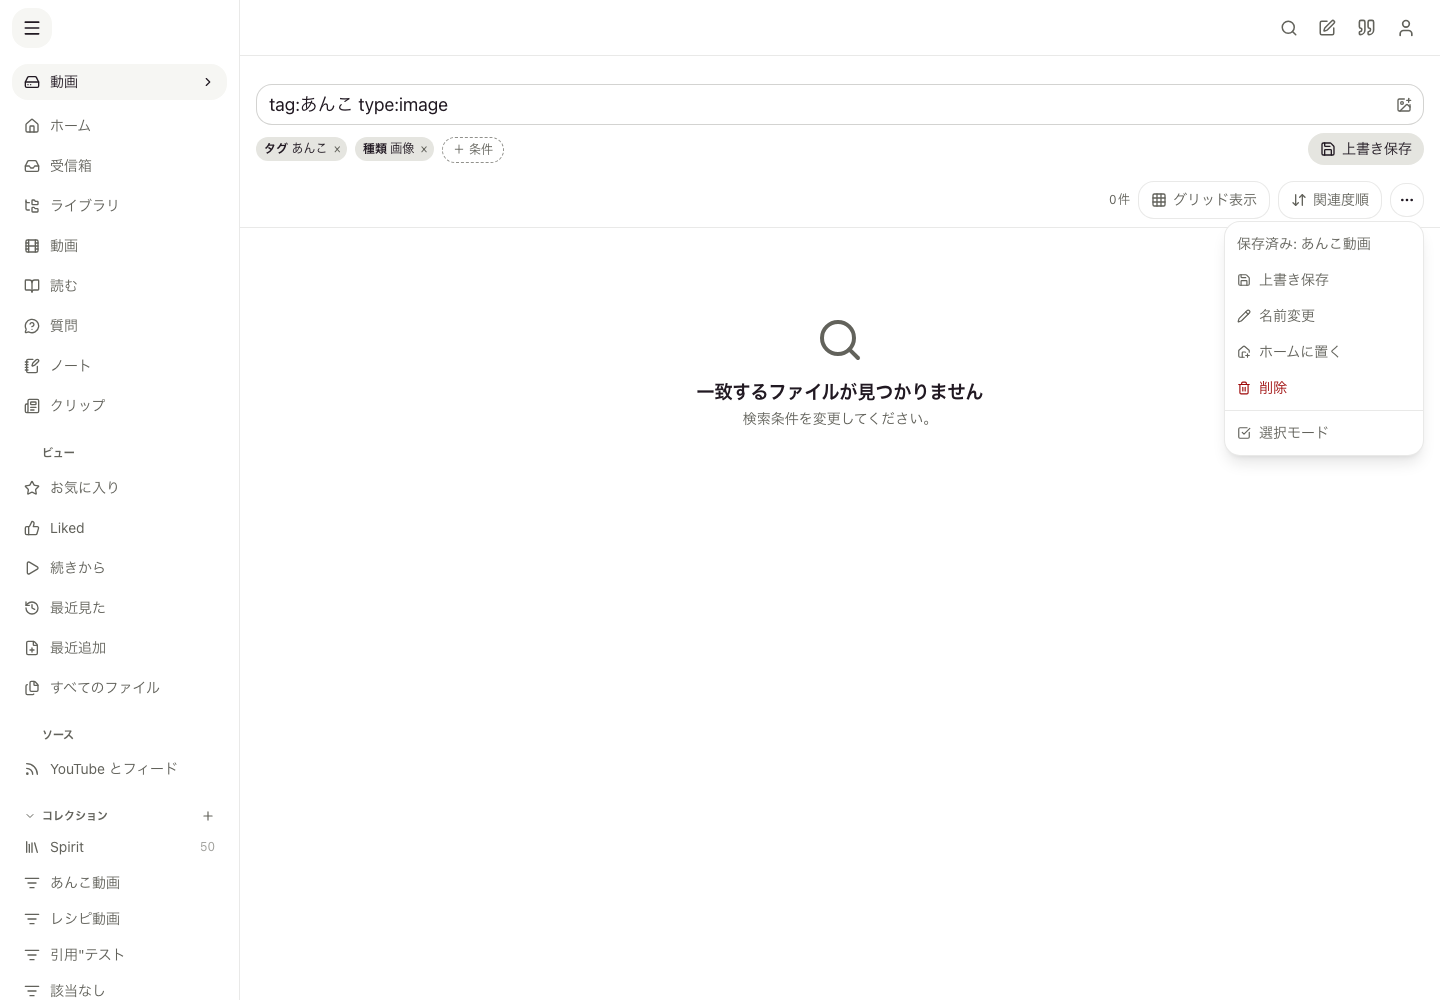 動画
ホーム
受信箱
ライブラリ
動画
読む
質問
ノート
クリップ
ビュー
お気に入り
Liked
続きから
最近見た
最近追加
すべてのファイル
ソース
YouTube とフィード
コレクション
Spirit 50
あんこ動画
レシピ動画
引用"テスト
該当なし
tag:あんこ type:image
タグ あんこ × 種類 画像 × + 条件 上書き保存
0件 グリッド表示 関連度順
保存済み: あんこ動画
上書き保存
名前変更
ホームに置く
削除
選択モード
一致するファイルが見つかりません
検索条件を変更してください。